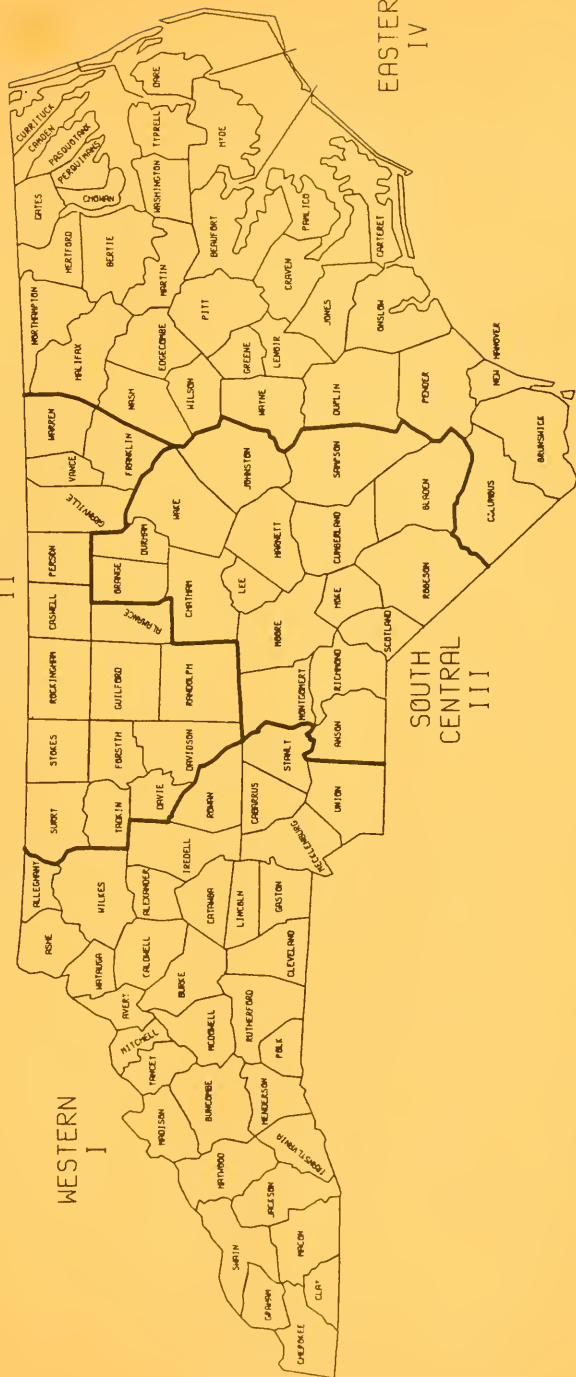 WESTERN
I
II
SOUTH
CENTRAL
III
EASTER
IV
CHEROKEE
GRAHAM
CLAY
SWAIN
MACON
JACKSON
HAYWOOD
TRANSYLVANIA
MADISON
BUNCOMBE
HENDERSON
YANCEY
MITCHELL
AVERY
MCDOWELL
RUTHERFORD
POLK
BURKE
CLEVELAND
ASHE
WATAUGA
CALDWELL
ALLEGHANY
WILKES
ALEXANDER
CATAWBA
LINCOLN
GASTON
IREDELL
MECKLENBURG
SURRY
YADKIN
DAVIE
ROWAN
CABARRUS
UNION
STANLY
STOKES
FORSYTH
DAVIDSON
ROCKINGHAM
GUILFORD
RANDOLPH
CASWELL
ALAMANCE
PERSON
ORANGE
DURHAM
CHATHAM
MONTGOMERY
ANSON
RICHMOND
MOORE
LEE
HOKE
SCOTLAND
ROBESON
HARNETT
CUMBERLAND
BLADEN
SAMPSON
JOHNSTON
WAKE
GRANVILLE
VANCE
WARREN
FRANKLIN
NASH
HALIFAX
NORTHAMPTON
EDGECOMBE
WILSON
WAYNE
GREENE
LENOIR
DUPLIN
PENDER
NEW HANOVER
BRUNSWICK
COLUMBUS
JONES
ONSLOW
CRAVEN
PITT
MARTIN
BERTIE
HERTFORD
GATES
CHOWAN
PERQUIMANS
PASQUOTANK
CAMDEN
CURRITUCK
WASHINGTON
TYRRELL
DARE
HYDE
BEAUFORT
PAMLICO
CARTERET